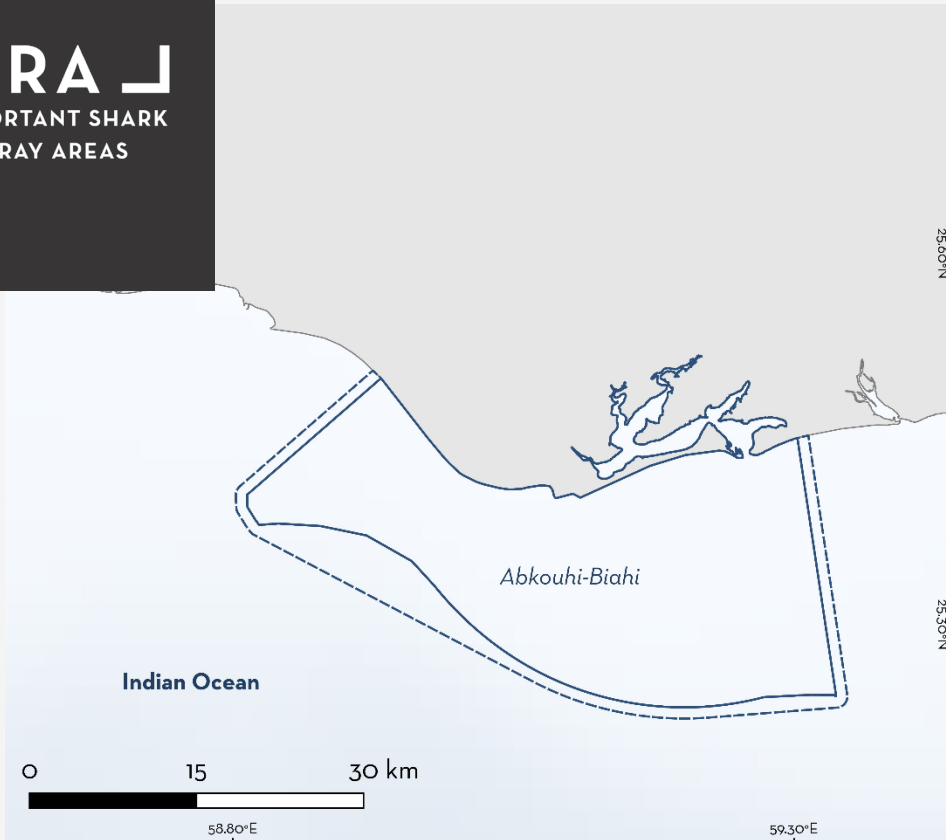 RA
ORTANT SHARK
RAY AREAS
25.60°N
Abkouhi-Biahi
25.30°N
Indian Ocean
0 15 30 km
58.80°E 59.30°E